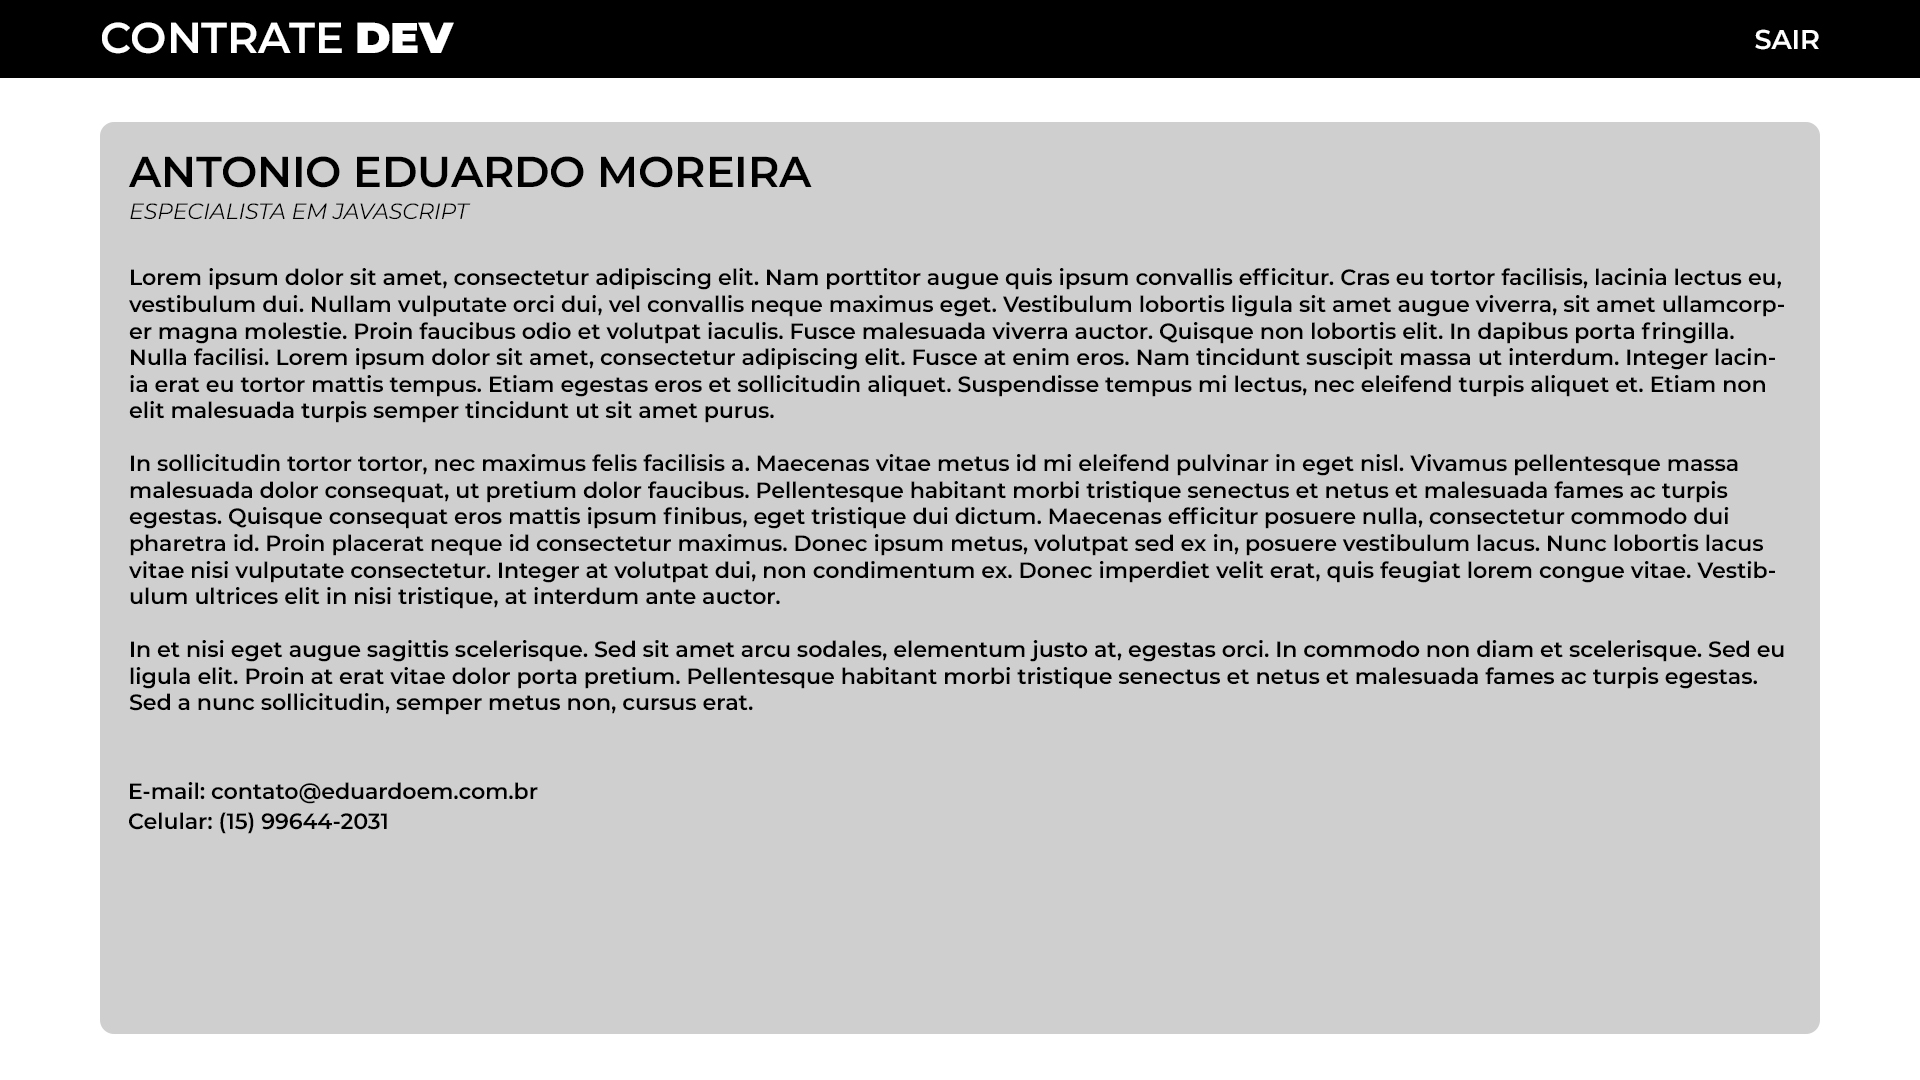 CONTRATE DEV
SAIR
ANTONIO EDUARDO MOREIRA
ESPECIALISTA EM JAVASCRIPT
Lorem ipsum dolor sit amet, consectetur adipiscing elit. Nam porttitor augue quis ipsum convallis efficitur. Cras eu tortor facilisis, lacinia lectus eu,
vestibulum dui. Nullam vulputate orci dui, vel convallis neque maximus eget. Vestibulum lobortis ligula sit amet augue viverra, sit amet ullamcorp-
er magna molestie. Proin faucibus odio et volutpat iaculis. Fusce malesuada viverra auctor. Quisque non lobortis elit. In dapibus porta fringilla.
Nulla facilisi. Lorem ipsum dolor sit amet, consectetur adipiscing elit. Fusce at enim eros. Nam tincidunt suscipit massa ut interdum. Integer lacin-
ia erat eu tortor mattis tempus. Etiam egestas eros et sollicitudin aliquet. Suspendisse tempus mi lectus, nec eleifend turpis aliquet et. Etiam non
elit malesuada turpis semper tincidunt ut sit amet purus.
In sollicitudin tortor tortor, nec maximus felis facilisis a. Maecenas vitae metus id mi eleifend pulvinar in eget nisl. Vivamus pellentesque massa
malesuada dolor consequat, ut pretium dolor faucibus. Pellentesque habitant morbi tristique senectus et netus et malesuada fames ac turpis
egestas. Quisque consequat eros mattis ipsum finibus, eget tristique dui dictum. Maecenas efficitur posuere nulla, consectetur commodo dui
pharetra id. Proin placerat neque id consectetur maximus. Donec ipsum metus, volutpat sed ex in, posuere vestibulum lacus. Nunc lobortis lacus
vitae nisi vulputate consectetur. Integer at volutpat dui, non condimentum ex. Donec imperdiet velit erat, quis feugiat lorem congue vitae. Vestib-
ulum ultrices elit in nisi tristique, at interdum ante auctor.
In et nisi eget augue sagittis scelerisque. Sed sit amet arcu sodales, elementum justo at, egestas orci. In commodo non diam et scelerisque. Sed eu
ligula elit. Proin at erat vitae dolor porta pretium. Pellentesque habitant morbi tristique senectus et netus et malesuada fames ac turpis egestas.
Sed a nunc sollicitudin, semper metus non, cursus erat.
E-mail: contato@eduardoem.com.br
Celular: (15) 99644-2031